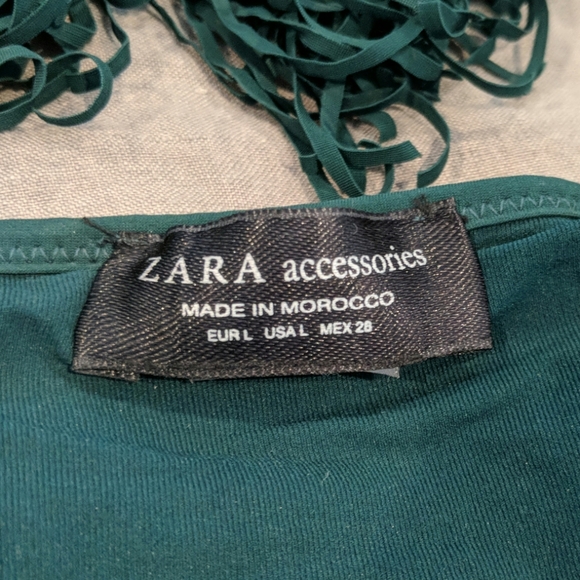 ZARA accessories
MADE IN MOROCCO
EUR L USA L MEX 28